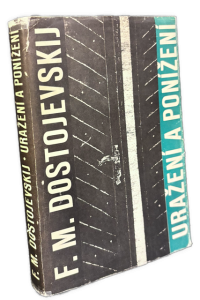 F. M. DOSTOJEVSKIJ · URAŽENÍ A PONÍŽENÍ
F. M. DOSTOJEVSKIJ
URAŽENÍ A PONÍŽENÍ